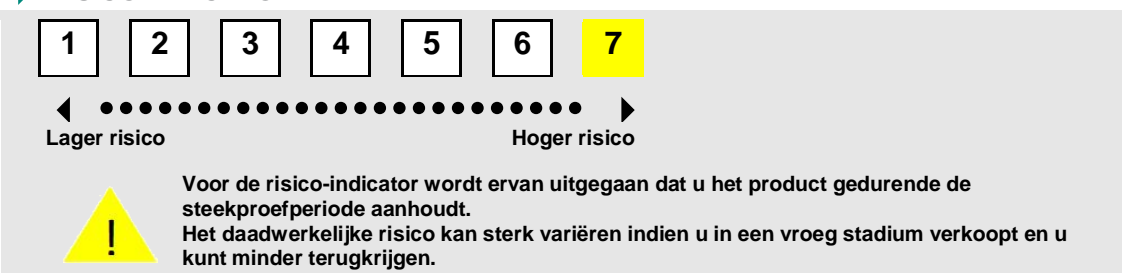 1 2 3 4 5 6 7
Lager risico Hoger risico
!
Voor de risico-indicator wordt ervan uitgegaan dat u het product gedurende de
steekproefperiode aanhoudt.
Het daadwerkelijke risico kan sterk variëren indien u in een vroeg stadium verkoopt en u
kunt minder terugkrijgen.